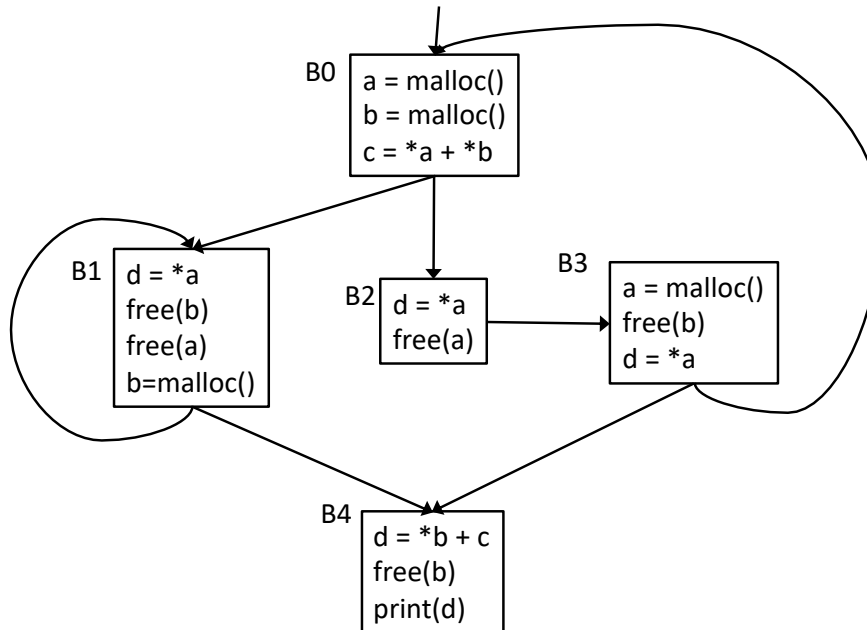 B0
a = malloc()
b = malloc()
c = *a + *b
B1
d = *a
free(b)
free(a)
b=malloc()
B2
d = *a
free(a)
B3
a = malloc()
free(b)
d = *a
B4
d = *b + c
free(b)
print(d)